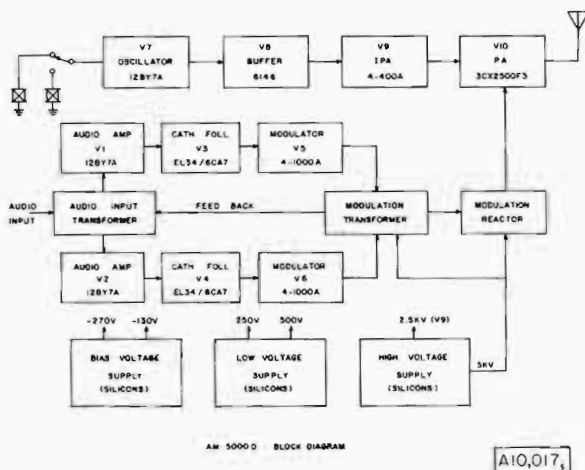 V7
OSCILLATOR
12BY7A
V8
BUFFER
6146
V9
IPA
4-400A
V10
PA
3CX2500F3
AUDIO AMP
V1
12BY7A
CATH FOLL
V3
EL34/6CA7
MODULATOR
V5
4-1000A
AUDIO
INPUT
AUDIO INPUT
TRANSFORMER
FEED BACK
MODULATION
TRANSFORMER
MODULATION
REACTOR
AUDIO AMP
V2
12BY7A
CATH FOLL
V4
EL34/6CA7
MODULATOR
V6
4-1000A
-270V
-130V
250V
500V
2.5KV (V9)
BIAS VOLTAGE
SUPPLY
(SILICONS)
LOW VOLTAGE
SUPPLY
(SILICONS)
HIGH VOLTAGE
SUPPLY
(SILICONS)
5KV
AM 5000D BLOCK DIAGRAM
A10,017s